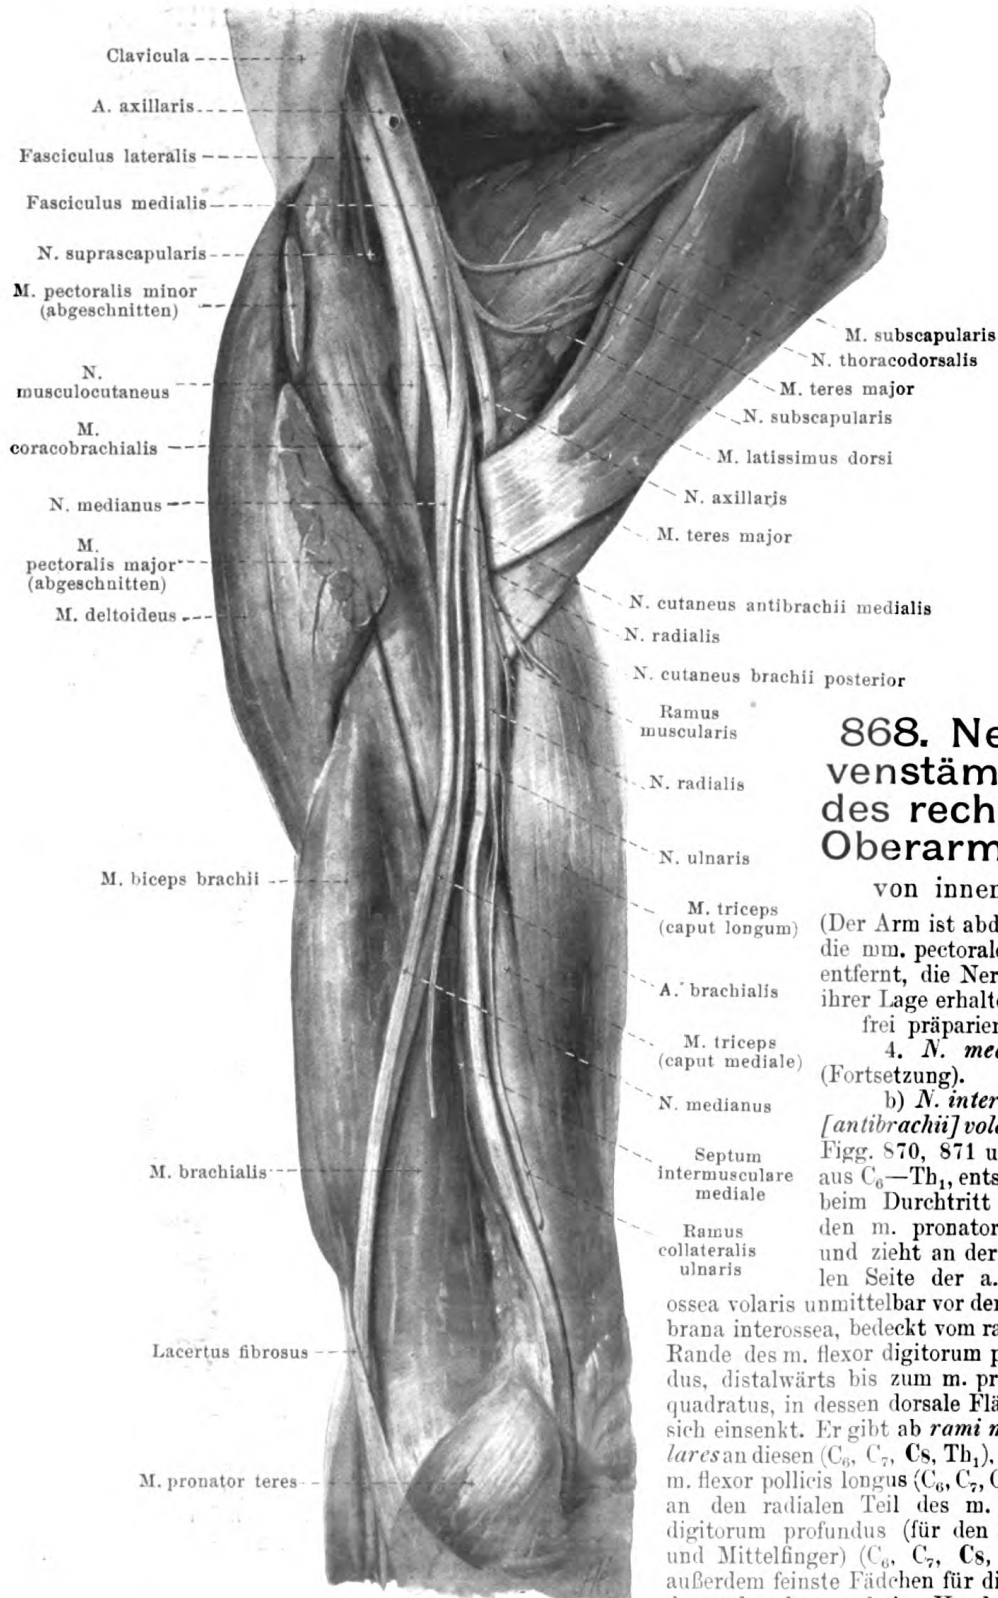 Clavicula
A. axillaris
Fasciculus lateralis
Fasciculus medialis
N. suprascapularis
M. pectoralis minor
(abgeschnitten)
N.
musculocutaneus
M.
coracobrachialis
N. medianus
M.
pectoralis major
(abgeschnitten)
M. deltoideus
M. biceps brachii
M. brachialis
Lacertus fibrosus
M. pronator teres
M. subscapularis
N. thoracodorsalis
M. teres major
N. subscapularis
M. latissimus dorsi
N. axillaris
M. teres major
N. cutaneus antibrachii medialis
N. radialis
N. cutaneus brachii posterior
Ramus
muscularis
N. radialis
N. ulnaris
M. triceps
(caput longum)
A. brachialis
M. triceps
(caput mediale)
N. medianus
Septum
intermusculare
mediale
Ramus
collateralis
ulnaris
868. Ne
venstäm
des rech
Oberarm
von innen
(Der Arm ist abd
die mm. pectorale
entfernt, die Ner
ihrer Lage erhalte
frei präparier
4. N. med
(Fortsetzung).
b) N. inter
[antibrachii] vol
Figg. 870, 871 u
aus C₆—Th₁, ents
beim Durchtritt
den m. pronator
und zieht an der
len Seite der a.
ossea volaris unmittelbar vor der
brana interossea, bedeckt vom ra
Rande des m. flexor digitorum p
dus, distalwärts bis zum m. pr
quadratus, in dessen dorsale Flä
sich einsenkt. Er gibt ab rami m
lares an diesen (C₆, C₇, C8, Th₁),
m. flexor pollicis longus (C₆, C₇, C
an den radialen Teil des m.
digitorum profundus (für den
und Mittelfinger) (C₆, C₇, C8,
außerdem feinste Fädchen für di